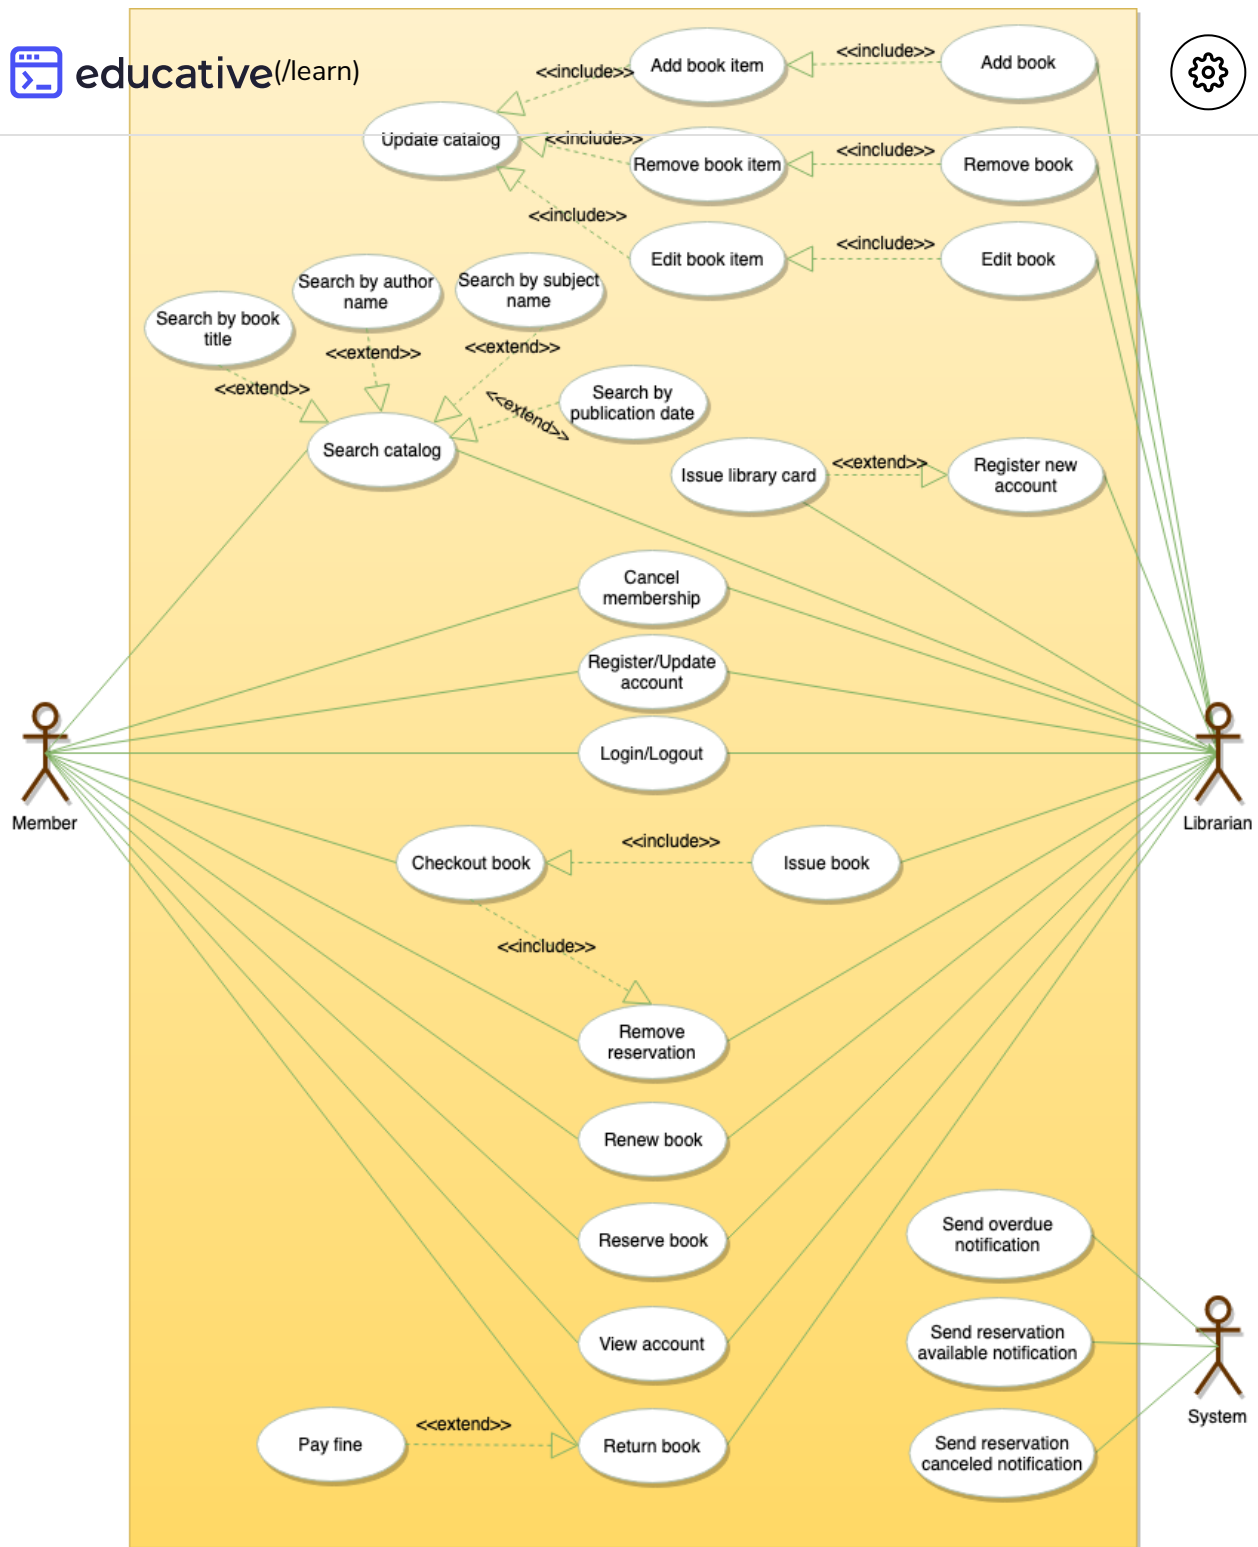 educative(/learn)
Add book item
<<include>>
Add book
<<include>>
Update catalog
<<include>>
Remove book item
<<include>>
Remove book
<<include>>
Edit book item
<<include>>
Edit book
Search by author
name
Search by subject
name
Search by book
title
<<extend>>
<<extend>>
<<extend>>
<<extend>>
Search by
publication date
Search catalog
Issue library card
<<extend>>
Register new
account
Cancel
membership
Register/Update
account
Login/Logout
Member
Librarian
Checkout book
<<include>>
Issue book
<<include>>
Remove
reservation
Renew book
Reserve book
Send overdue
notification
View account
Send reservation
available notification
System
Pay fine
<<extend>>
Return book
Send reservation
canceled notification